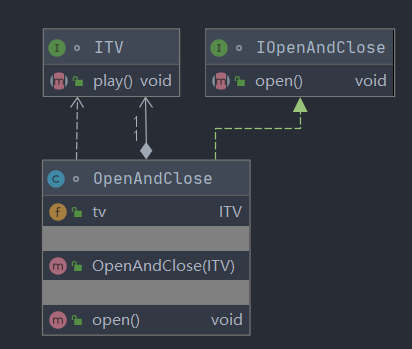 I ITV
m play() void
I IOpenAndClose
m open() void
1
1
C OpenAndClose
f tv ITV
m OpenAndClose(ITV)
m open() void